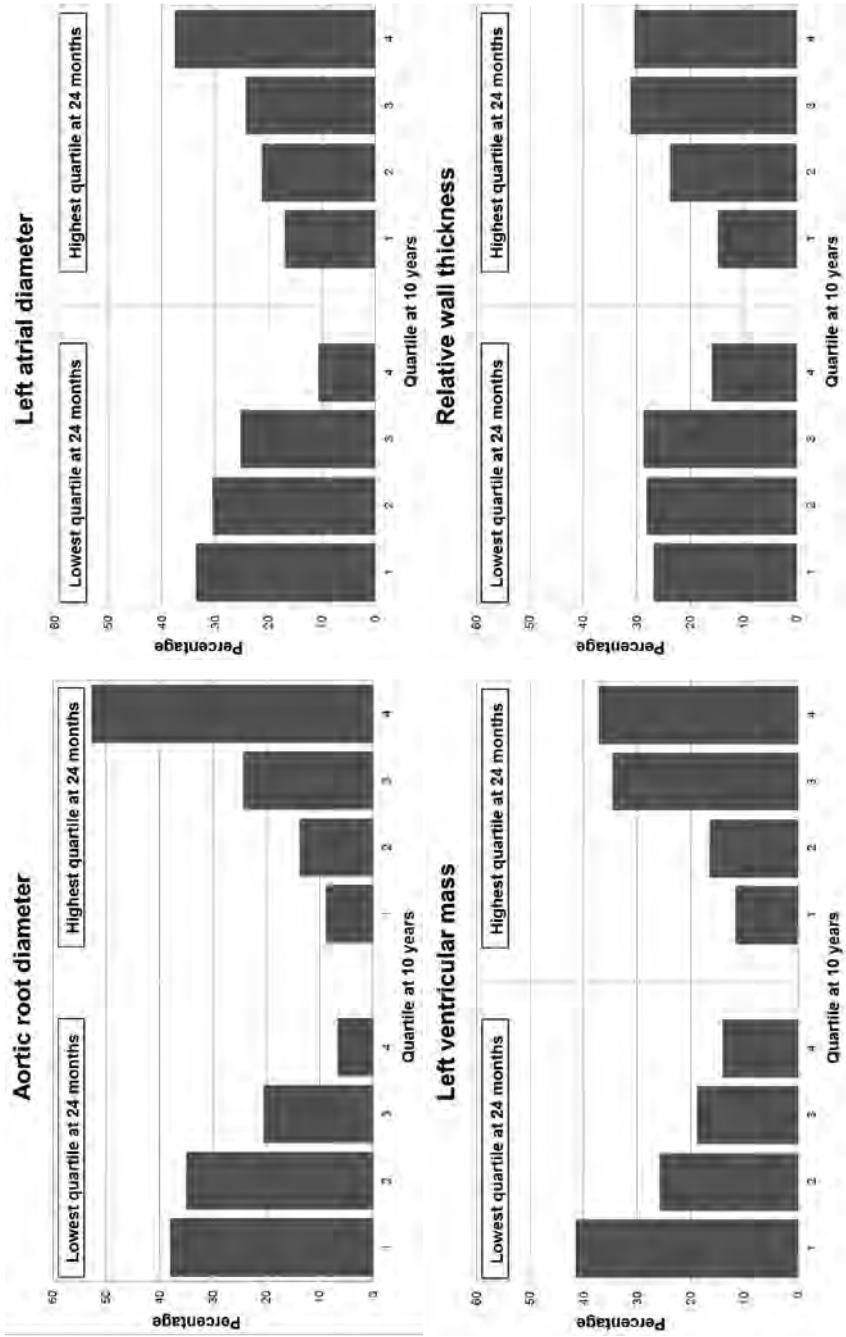 Aortic root diameter
Lowest quartile at 24 months
Highest quartile at 24 months
Percentage
60
50
40
30
20
10
0
1 2 3 4 1 2 3 4
Quartile at 10 years
Left atrial diameter
Lowest quartile at 24 months
Highest quartile at 24 months
Percentage
60
50
40
30
20
10
0
1 2 3 4 1 2 3 4
Quartile at 10 years
Left ventricular mass
Lowest quartile at 24 months
Highest quartile at 24 months
Percentage
60
50
40
30
20
10
0
1 2 3 4 1 2 3 4
Quartile at 10 years
Relative wall thickness
Lowest quartile at 24 months
Highest quartile at 24 months
Percentage
60
50
40
30
20
10
0
1 2 3 4 1 2 3 4
Quartile at 10 years